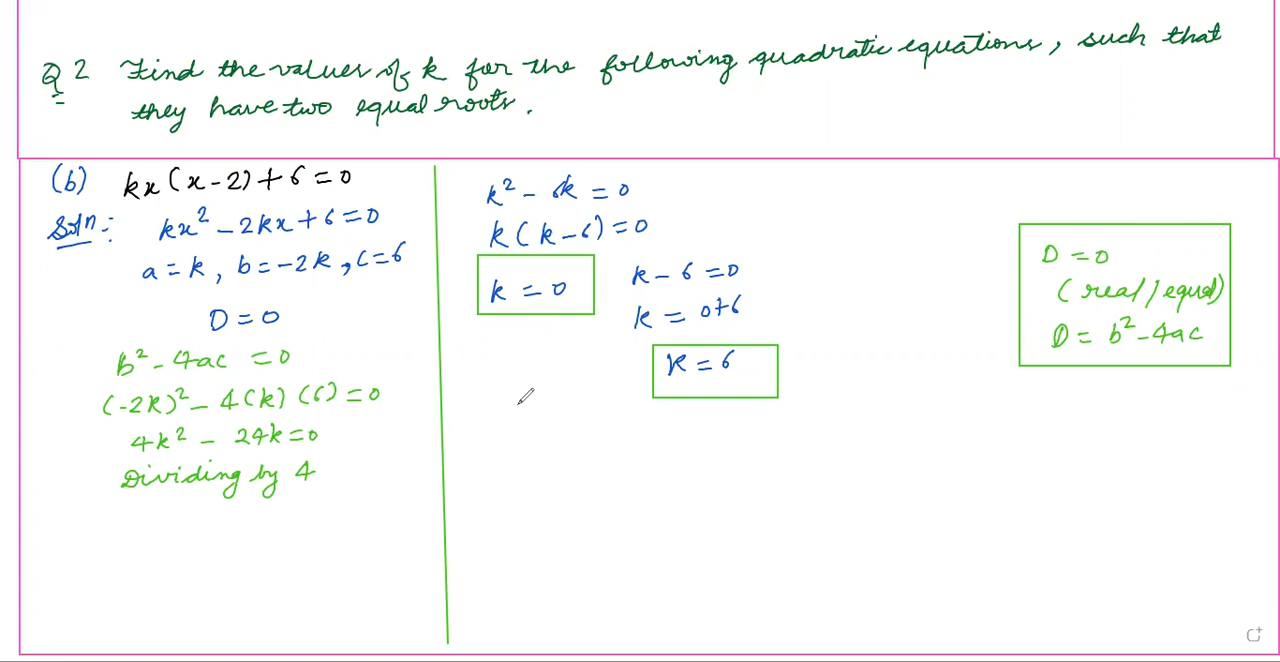 Q 2 Find the values of k for the following quadratic equations, such that
they have two equal roots.
(b) kx(x-2)+6=0
Soln:- kx²-2kx+6=0
a=k, b=-2k, c=6
D=0
b²-4ac=0
(-2k)²-4(k)(6)=0
4k²-24k=0
Dividing by 4
k²-6k=0
k(k-6)=0
k=0
k-6=0
k=0+6
k=6
D=0
(real/equal)
D=b²-4ac